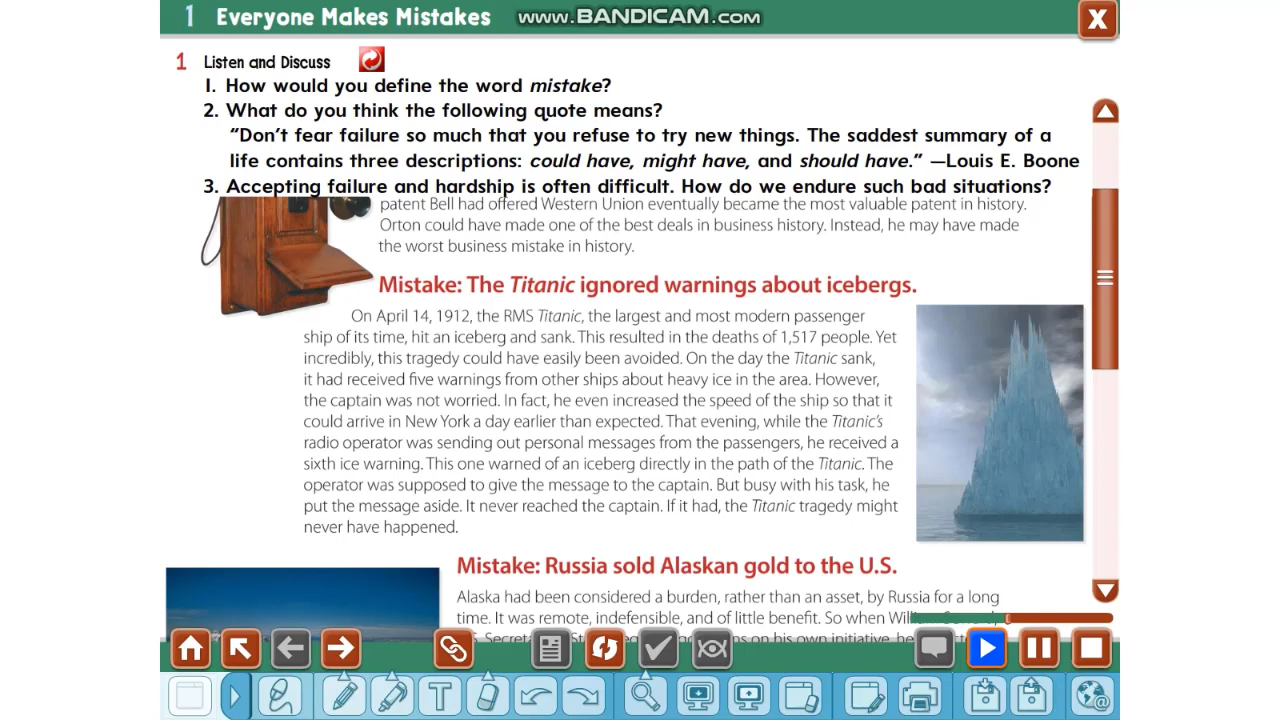 1 Everyone Makes Mistakes
www.BANDICAM.com
X
1 Listen and Discuss
1. How would you define the word mistake?
2. What do you think the following quote means?
"Don't fear failure so much that you refuse to try new things. The saddest summary of a
life contains three descriptions: could have, might have, and should have." —Louis E. Boone
3. Accepting failure and hardship is often difficult. How do we endure such bad situations?
patent Bell had offered Western Union eventually became the most valuable patent in history.
Orton could have made one of the best deals in business history. Instead, he may have made
the worst business mistake in history.
Mistake: The Titanic ignored warnings about icebergs.
On April 14, 1912, the RMS Titanic, the largest and most modern passenger
ship of its time, hit an iceberg and sank. This resulted in the deaths of 1,517 people. Yet
incredibly, this tragedy could have easily been avoided. On the day the Titanic sank,
it had received five warnings from other ships about heavy ice in the area. However,
the captain was not worried. In fact, he even increased the speed of the ship so that it
could arrive in New York a day earlier than expected. That evening, while the Titanic's
radio operator was sending out personal messages from the passengers, he received a
sixth ice warning. This one warned of an iceberg directly in the path of the Titanic. The
operator was supposed to give the message to the captain. But busy with his task, he
put the message aside. It never reached the captain. If it had, the Titanic tragedy might
never have happened.
Mistake: Russia sold Alaskan gold to the U.S.
Alaska had been considered a burden, rather than an asset, by Russia for a long
time. It was remote, indefensible, and of little benefit. So when
on his own initiative,
T